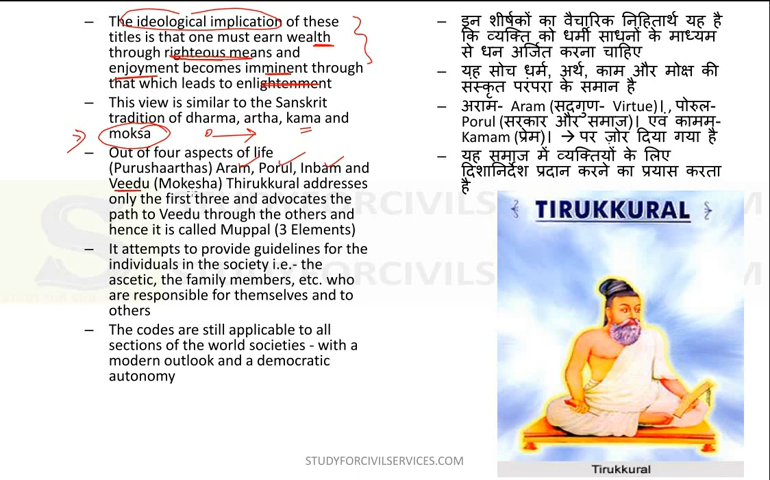 – The ideological implication of these
titles is that one must earn wealth
through righteous means and
enjoyment becomes imminent through
that which leads to enlightenment
– This view is similar to the Sanskrit
tradition of dharma, artha, kama and
moksa
– Out of four aspects of life
(Purushaarthas) Aram, Porul, Inbam and
Veedu (Mokesha) Thirukkural addresses
only the first three and advocates the
path to Veedu through the others and
hence it is called Muppal (3 Elements)
– It attempts to provide guidelines for the
individuals in the society i.e.- the
ascetic, the family members, etc. who
are responsible for themselves and to
others
– The codes are still applicable to all
sections of the world societies - with a
modern outlook and a democratic
autonomy
– इन शीर्षकों का वैचारिक निहितार्थ यह है
कि व्यक्ति को धर्मी साधनों के माध्यम
से धन अर्जित करना चाहिए
– यह सोच धर्म, अर्थ, काम और मोक्ष की
संस्कृत परंपरा के समान है
– अराम- Aram (सद्गुण- Virtue)|, पोरुल-
Porul (सरकार और समाज)| एवं कामम-
Kamam (प्रेम)| → पर ज़ोर दिया गया है
– यह समाज में व्यक्तियों के लिए
दिशानिर्देश प्रदान करने का प्रयास करता
है
TIRUKKURAL
Tirukkural
STUDYFORCIVILSERVICES.COM